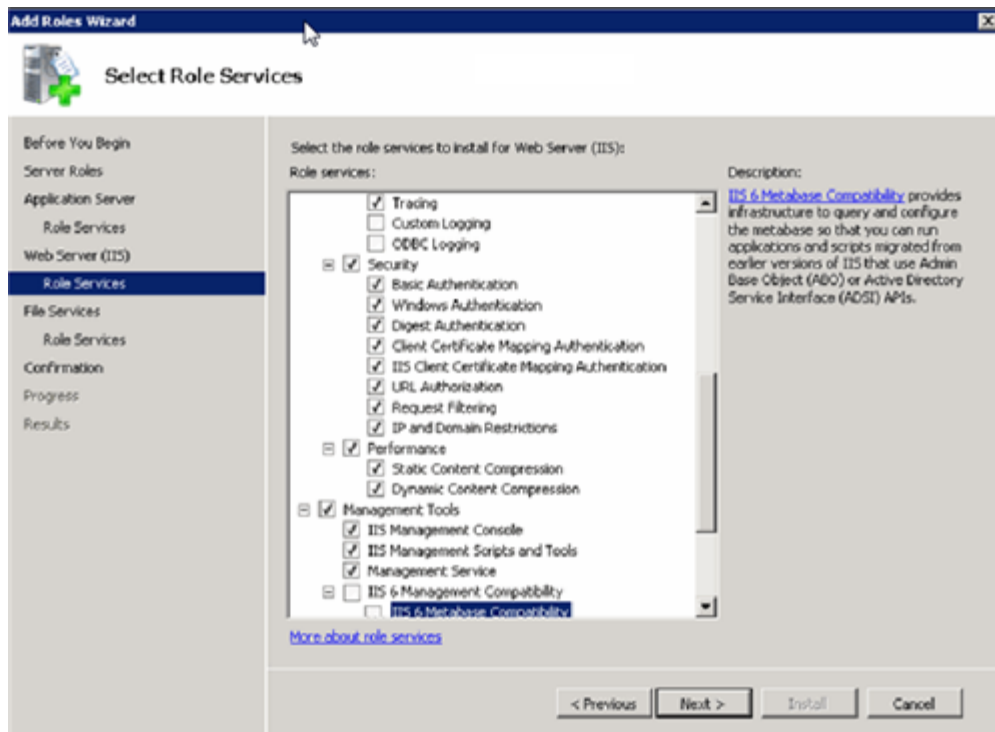 Add Roles Wizard
Select Role Services
Before You Begin
Server Roles
Application Server
Role Services
Web Server (IIS)
Role Services
File Services
Role Services
Confirmation
Progress
Results
Select the role services to install for Web Server (IIS):
Role services:
Tracing
Custom Logging
ODBC Logging
Security
Basic Authentication
Windows Authentication
Digest Authentication
Client Certificate Mapping Authentication
IIS Client Certificate Mapping Authentication
URL Authorization
Request Filtering
IP and Domain Restrictions
Performance
Static Content Compression
Dynamic Content Compression
Management Tools
IIS Management Console
IIS Management Scripts and Tools
Management Service
IIS 6 Management Compatibility
IIS 6 Metabase Compatibility
More about role services
Description:
IIS 6 Metabase Compatibility provides
infrastructure to query and configure
the metabase so that you can run
applications and scripts migrated from
earlier versions of IIS that use Admin
Base Object (ABO) or Active Directory
Service Interface (ADSI) APIs.
< Previous
Next >
Install
Cancel